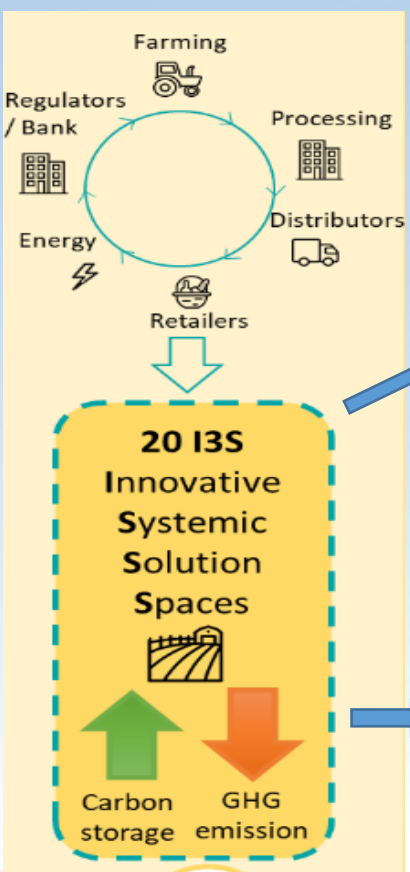 Farming
Regulators
/ Bank
Processing
Distributors
Energy
Retailers
20 I3S
Innovative
Systemic
Solution
Spaces
Carbon
storage
GHG
emission